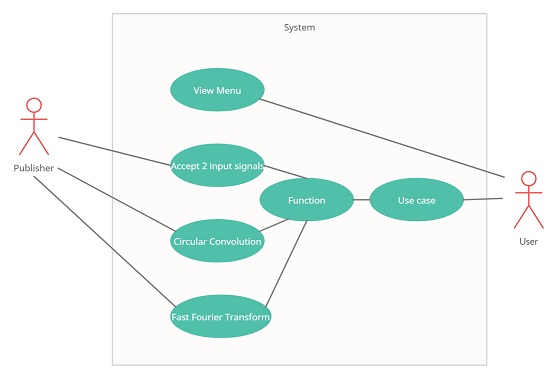 System
View Menu
Publisher
Accept 2 input signals
Function
Use case
User
Circular Convolution
Fast Fourier Transform